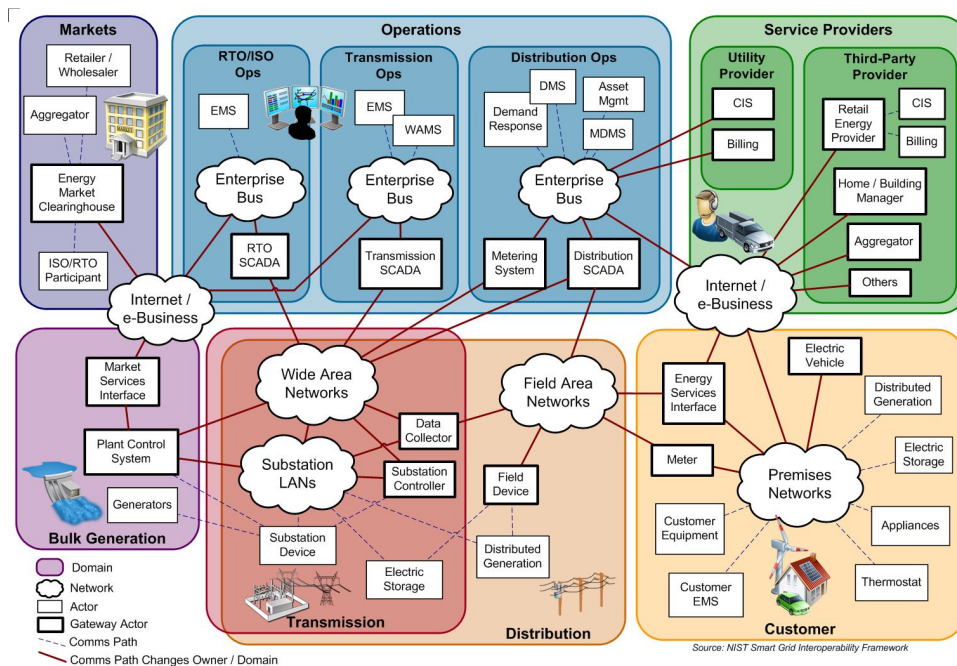 Markets
Retailer /
Wholesaler
Aggregator
MARKET
Energy
Market
Clearinghouse
ISO/RTO
Participant
Operations
RTO/ISO
Ops
EMS
Enterprise
Bus
RTO
SCADA
Transmission
Ops
EMS
WAMS
Enterprise
Bus
Transmission
SCADA
Distribution Ops
DMS
Asset
Mgmt
Demand
Response
MDMS
Enterprise
Bus
Metering
System
Distribution
SCADA
Service Providers
Utility
Provider
CIS
Billing
Third-Party
Provider
Retail
Energy
Provider
CIS
Billing
Home / Building
Manager
Aggregator
Others
Internet /
e-Business
Internet /
e-Business
Market
Services
Interface
Plant Control
System
Generators
Bulk Generation
Wide Area
Networks
Data
Collector
Substation
LANs
Substation
Controller
Substation
Device
Electric
Storage
Transmission
Field Area
Networks
Field
Device
Distributed
Generation
Distribution
Energy
Services
Interface
Electric
Vehicle
Distributed
Generation
Meter
Premises
Networks
Electric
Storage
Customer
Equipment
Appliances
Customer
EMS
Thermostat
Customer
Domain
Network
Actor
Gateway Actor
Comms Path
Comms Path Changes Owner / Domain
Source: NIST Smart Grid Interoperability Framework